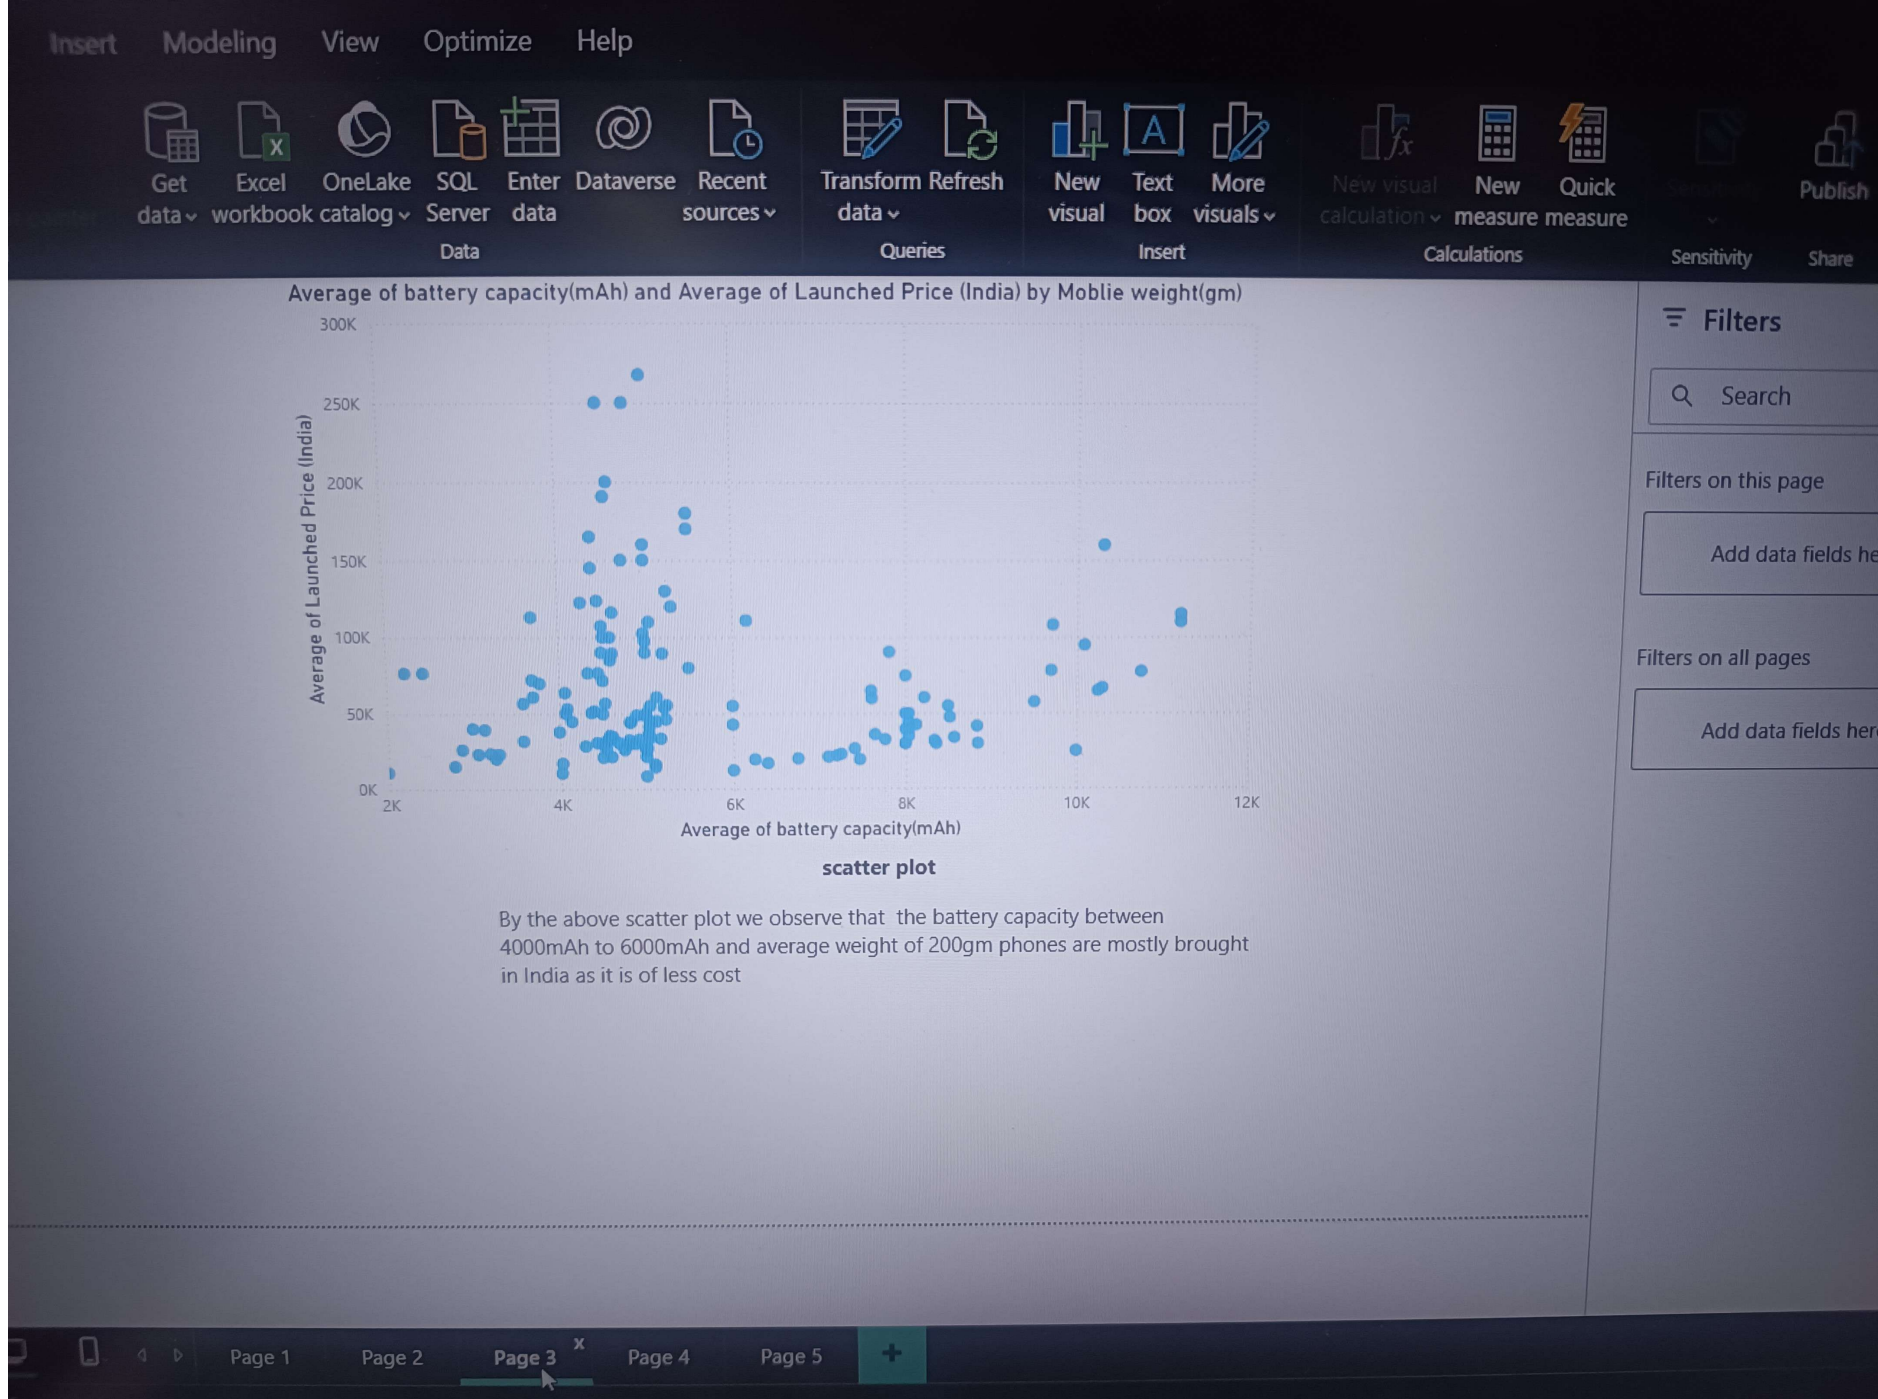 Insert Modeling View Optimize Help
Get data Excel workbook OneLake catalog SQL Server Enter data Dataverse Recent sources Transform data Refresh New visual Text box More visuals New visual calculation New measure Quick measure Publish
Data Queries Insert Calculations Sensitivity Share
Average of battery capacity(mAh) and Average of Launched Price (India) by Moblie weight(gm)
300K
250K
200K
150K
100K
50K
0K
Average of Launched Price (India)
2K 4K 6K 8K 10K 12K
Average of battery capacity(mAh)
scatter plot
By the above scatter plot we observe that the battery capacity between
4000mAh to 6000mAh and average weight of 200gm phones are mostly brought
in India as it is of less cost
Filters
Search
Filters on this page
Add data fields he
Filters on all pages
Add data fields her
Page 1 Page 2 Page 3 x Page 4 Page 5 +